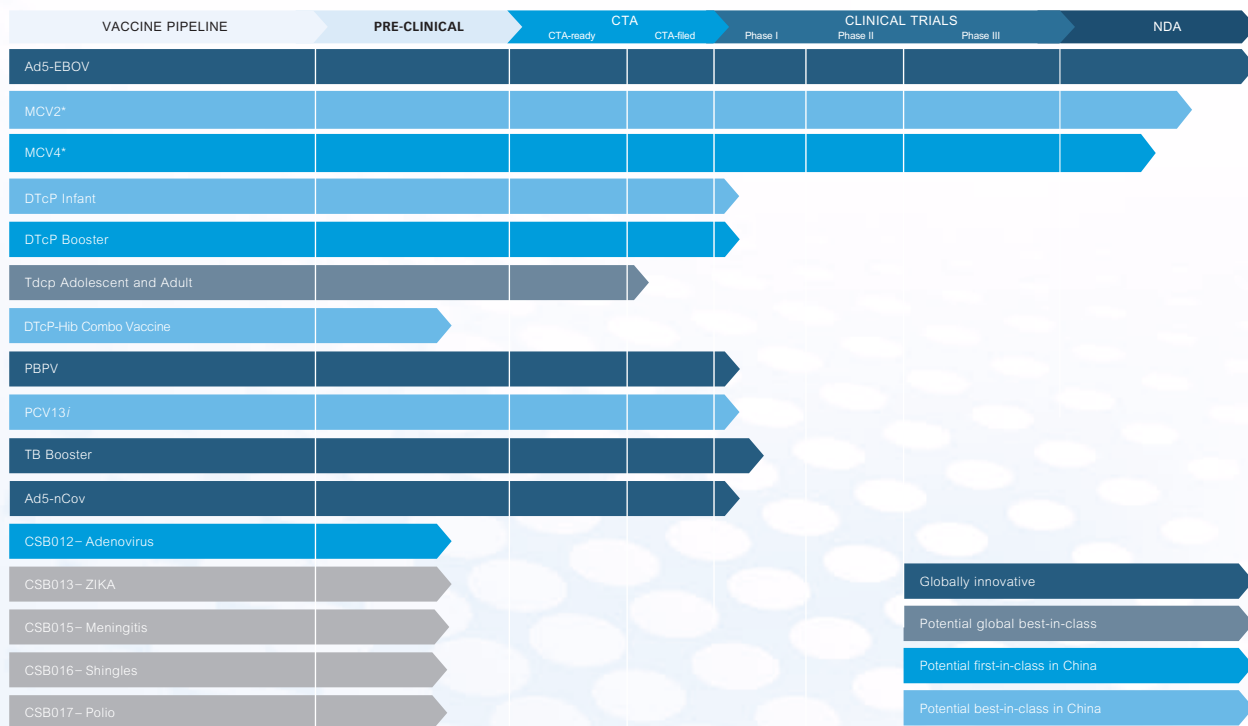 VACCINE PIPELINE PRE-CLINICAL CTA CLINICAL TRIALS NDA
CTA-ready CTA-filed Phase I Phase II Phase III
Ad5-EBOV
MCV2*
MCV4*
DTcP Infant
DTcP Booster
Tdcp Adolescent and Adult
DTcP-Hib Combo Vaccine
PBPV
PCV13i
TB Booster
Ad5-nCov
CSB012– Adenovirus
CSB013– ZIKA
CSB015– Meningitis
CSB016– Shingles
CSB017– Polio
Globally innovative
Potential global best-in-class
Potential first-in-class in China
Potential best-in-class in China